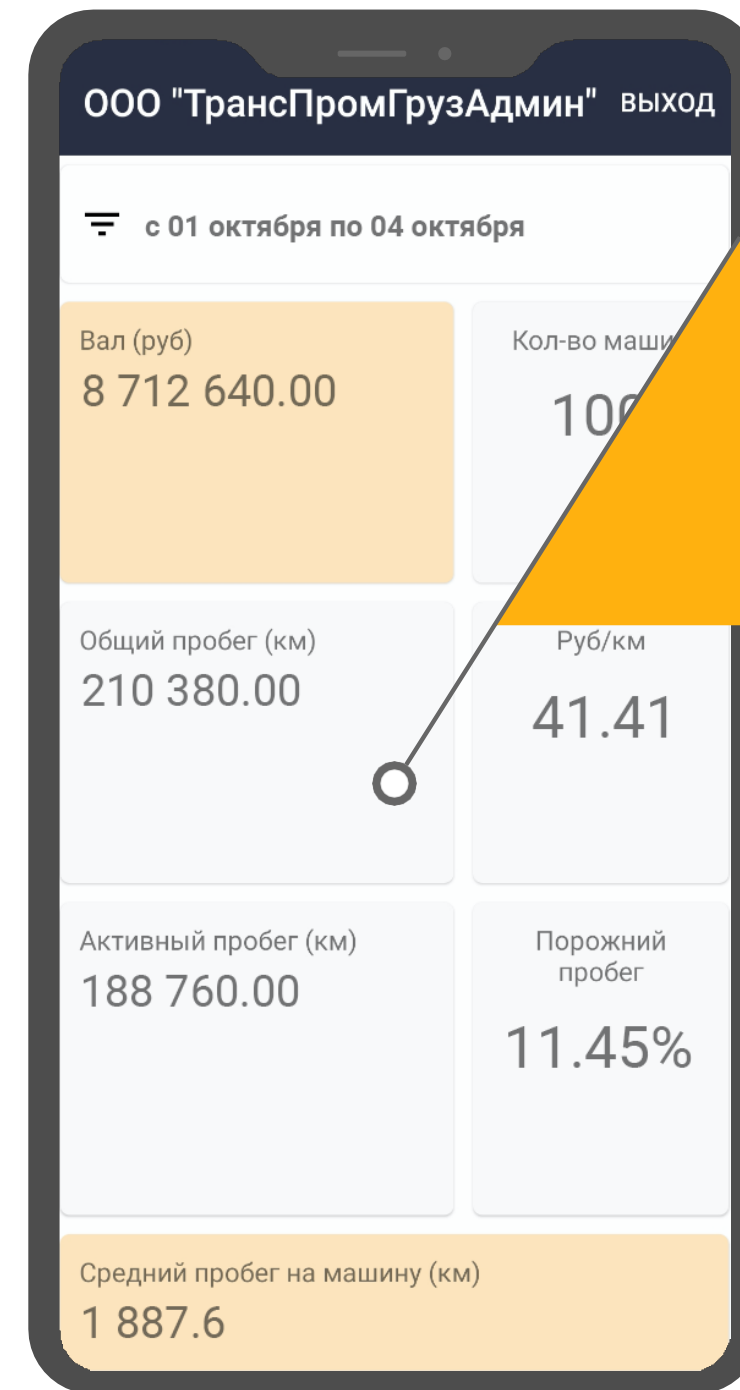 ООО "ТрансПромГрузАдмин" ВЫХОД
с 01 октября по 04 октября
Вал (руб)
8 712 640.00
Кол-во
Общий пробег (км)
210 380.00
Руб/км
41.41
Активный пробег (км)
188 760.00
Порожний
пробег
11.45%
Средний пробег на машину (км)
1 887.6